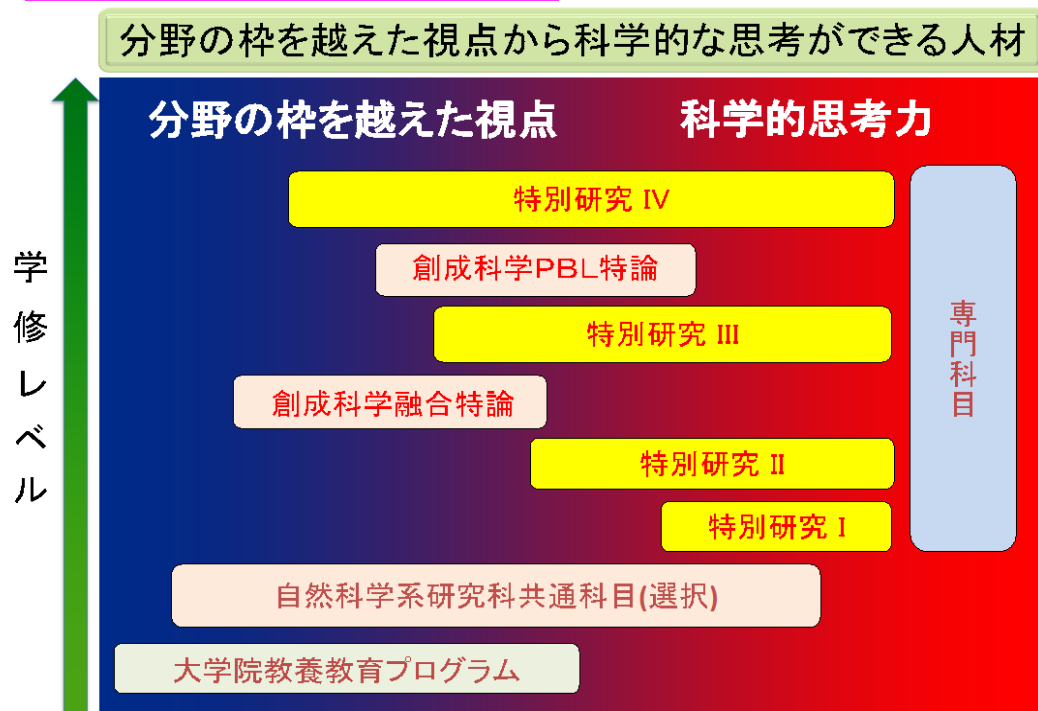 分野の枠を越えた視点から科学的な思考ができる人材
分野の枠を越えた視点 科学的思考力
特別研究 Ⅳ
創成科学PBL特論
特別研究 Ⅲ
創成科学融合特論
特別研究 Ⅱ
特別研究 Ⅰ
自然科学系研究科共通科目(選択)
大学院教養教育プログラム
学修レベル
専門科目